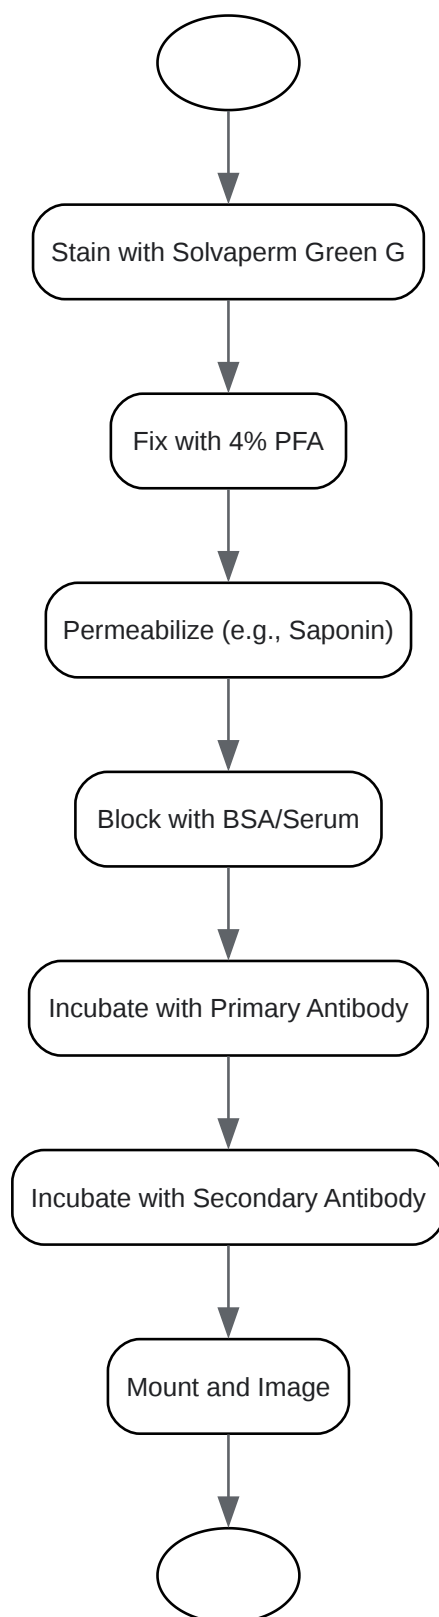 Stain with Solvaperm Green G
Fix with 4% PFA
Permeabilize (e.g., Saponin)
Block with BSA/Serum
Incubate with Primary Antibody
Incubate with Secondary Antibody
Mount and Image